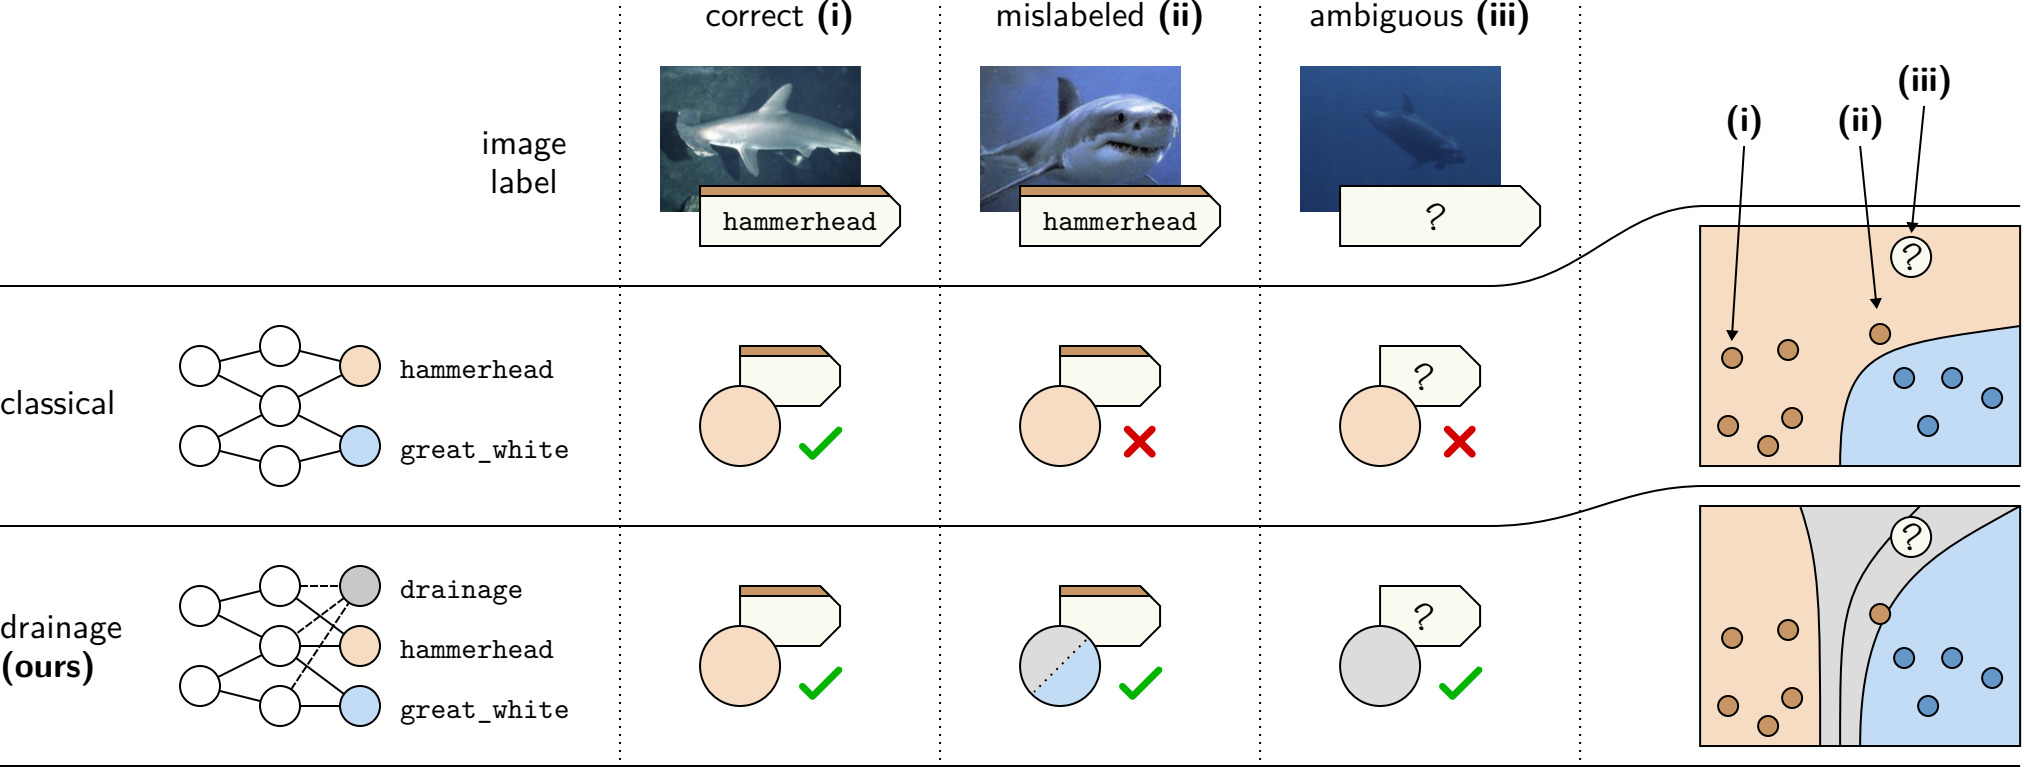 correct (i)
mislabeled (ii)
ambiguous (iii)
image
label
hammerhead
hammerhead
?
(i)
(ii)
(iii)
?
classical
hammerhead
great_white
?
drainage
(ours)
drainage
hammerhead
great_white
?
?